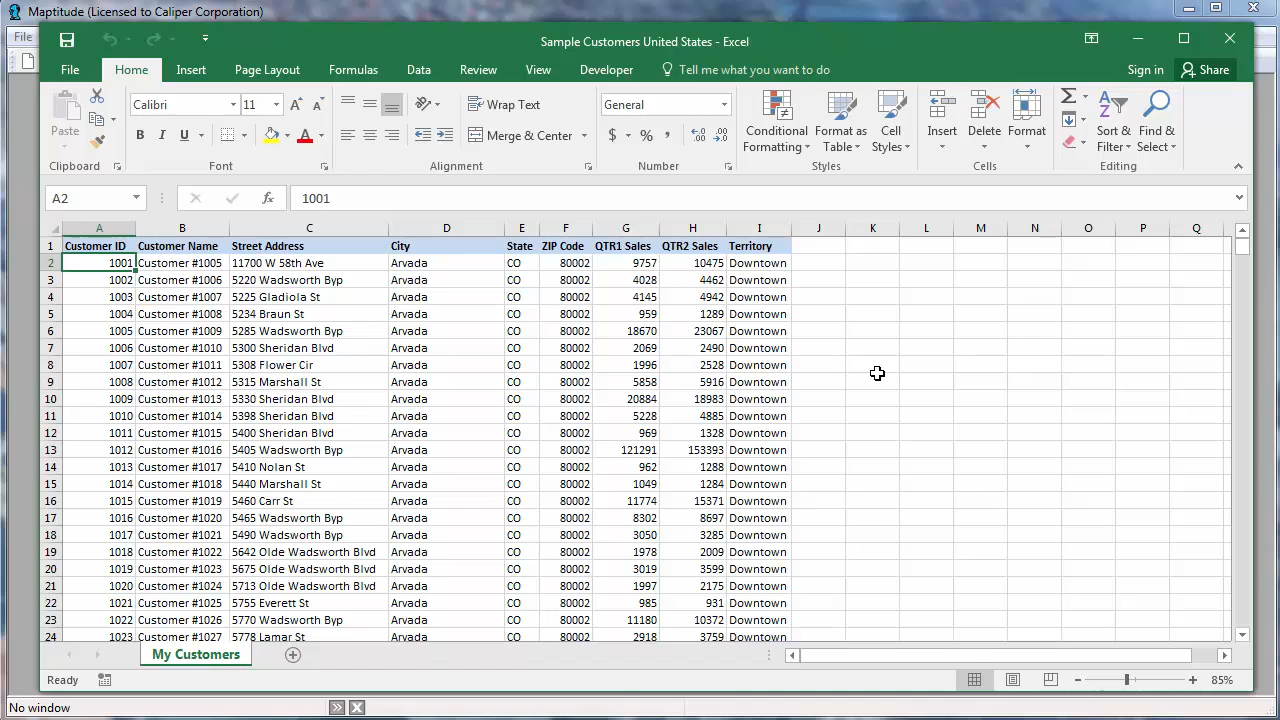 Maptitude (Licensed to Caliper Corporation)
File
Sample Customers United States - Excel
File Home Insert Page Layout Formulas Data Review View Developer Tell me what you want to do Sign in Share
Paste Calibri 11 Wrap Text General Conditional Formatting Format as Table Cell Styles Insert Delete Format Sort & Filter Find & Select
B I U Merge & Center $ %
Clipboard Font Alignment Number Styles Cells Editing
A2 fx 1001
A B C D E F G H I J K L M N O P Q
1 Customer ID Customer Name Street Address City State ZIP Code QTR1 Sales QTR2 Sales Territory
2 1001 Customer #1005 11700 W 58th Ave Arvada CO 80002 9757 10475 Downtown
3 1002 Customer #1006 5220 Wadsworth Byp Arvada CO 80002 4028 4462 Downtown
4 1003 Customer #1007 5225 Gladiola St Arvada CO 80002 4145 4942 Downtown
5 1004 Customer #1008 5234 Braun St Arvada CO 80002 959 1289 Downtown
6 1005 Customer #1009 5285 Wadsworth Byp Arvada CO 80002 18670 23067 Downtown
7 1006 Customer #1010 5300 Sheridan Blvd Arvada CO 80002 2069 2490 Downtown
8 1007 Customer #1011 5308 Flower Cir Arvada CO 80002 1996 2528 Downtown
9 1008 Customer #1012 5315 Marshall St Arvada CO 80002 5858 5916 Downtown
10 1009 Customer #1013 5330 Sheridan Blvd Arvada CO 80002 20884 18983 Downtown
11 1010 Customer #1014 5398 Sheridan Blvd Arvada CO 80002 5228 4885 Downtown
12 1011 Customer #1015 5400 Sheridan Blvd Arvada CO 80002 969 1328 Downtown
13 1012 Customer #1016 5405 Wadsworth Byp Arvada CO 80002 121291 153393 Downtown
14 1013 Customer #1017 5410 Nolan St Arvada CO 80002 962 1288 Downtown
15 1014 Customer #1018 5440 Marshall St Arvada CO 80002 1049 1284 Downtown
16 1015 Customer #1019 5460 Carr St Arvada CO 80002 11774 15371 Downtown
17 1016 Customer #1020 5465 Wadsworth Byp Arvada CO 80002 8302 8697 Downtown
18 1017 Customer #1021 5490 Wadsworth Byp Arvada CO 80002 3050 3285 Downtown
19 1018 Customer #1022 5642 Olde Wadsworth Blvd Arvada CO 80002 1978 2009 Downtown
20 1019 Customer #1023 5675 Olde Wadsworth Blvd Arvada CO 80002 3019 3599 Downtown
21 1020 Customer #1024 5713 Olde Wadsworth Blvd Arvada CO 80002 1997 2175 Downtown
22 1021 Customer #1025 5755 Everett St Arvada CO 80002 985 931 Downtown
23 1022 Customer #1026 5770 Wadsworth Byp Arvada CO 80002 11180 10372 Downtown
24 1023 Customer #1027 5778 Lamar St Arvada CO 80002 2918 3759 Downtown
My Customers
Ready 85%
No window